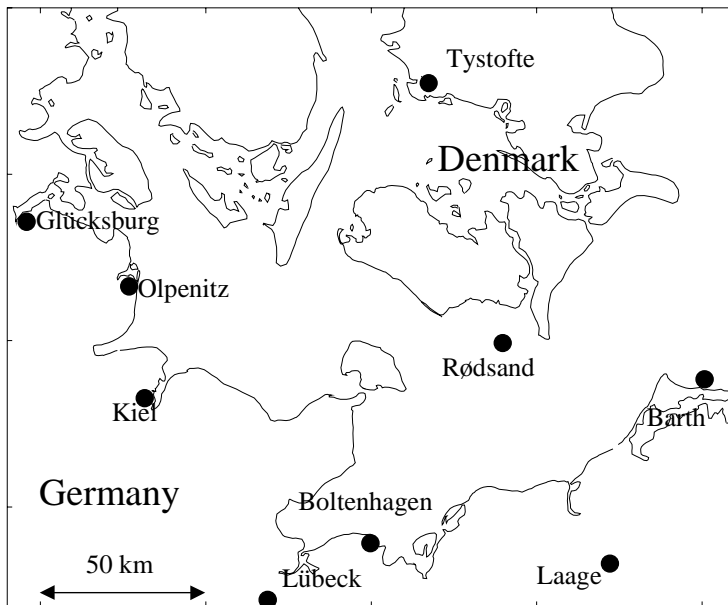 Tystofte
Denmark
Glücksburg
Olpenitz
Rødsand
Kiel
Barth
Germany
Boltenhagen
50 km
Lübeck
Laage